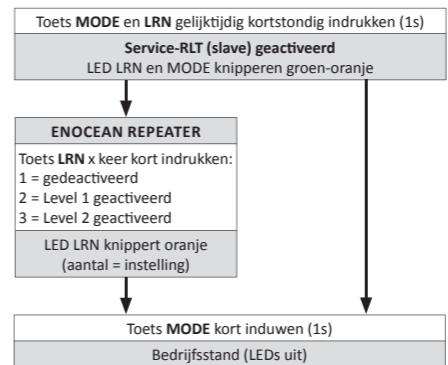 Toets MODE en LRN gelijktijdig kortstondig indrukken (1s)
Service-RLT (slave) geactiveerd
LED LRN en MODE knipperen groen-oranje
ENOCEAN REPEATER
Toets LRN x keer kort indrukken:
1 = gedeactiveerd
2 = Level 1 geactiveerd
3 = Level 2 geactiveerd
LED LRN knippert oranje
(aantal = instelling)
Toets MODE kort induwen (1s)
Bedrijfsstand (LEDs uit)